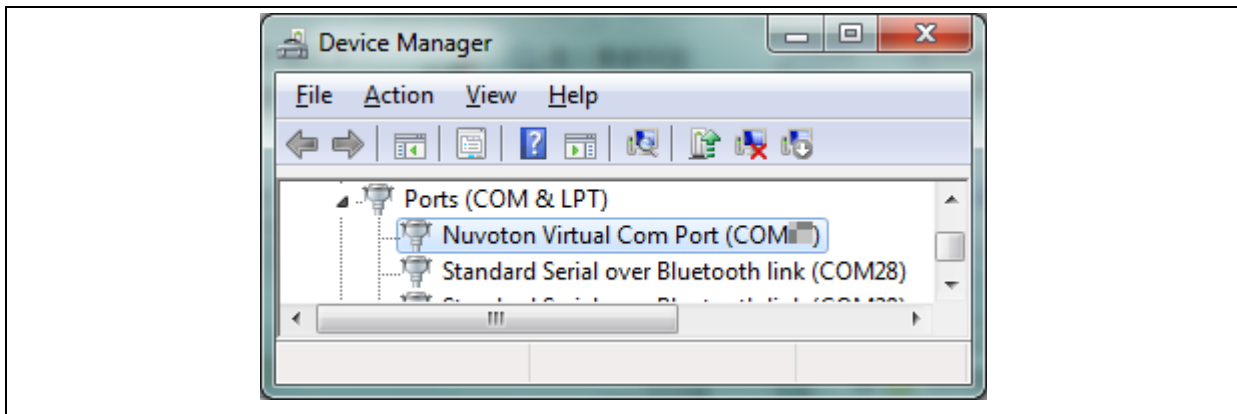 Device Manager
File Action View Help
Ports (COM & LPT)
Nuvoton Virtual Com Port (COM )
Standard Serial over Bluetooth link (COM28)